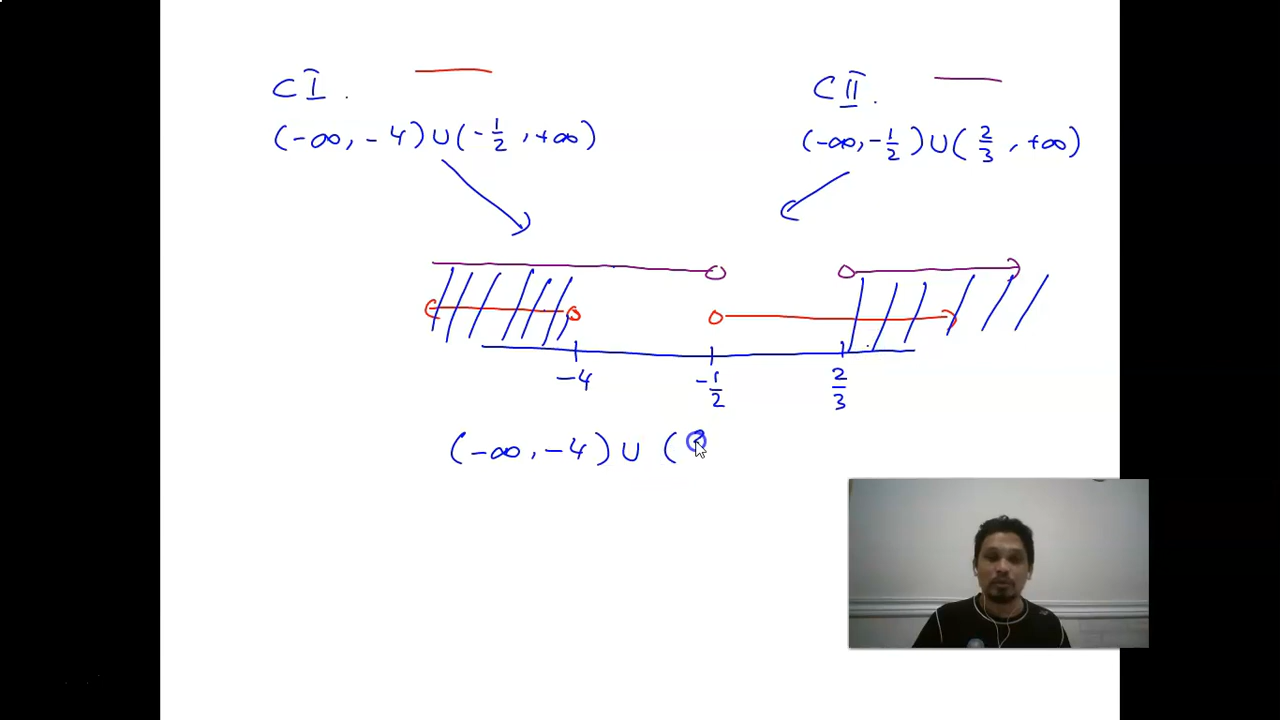 C I.
C II.
(-∞, -4) ∪ (-1/2, +∞)
(-∞, -1/2) ∪ (2/3, +∞)
-4
-1/2
2/3
(-∞, -4) ∪ (